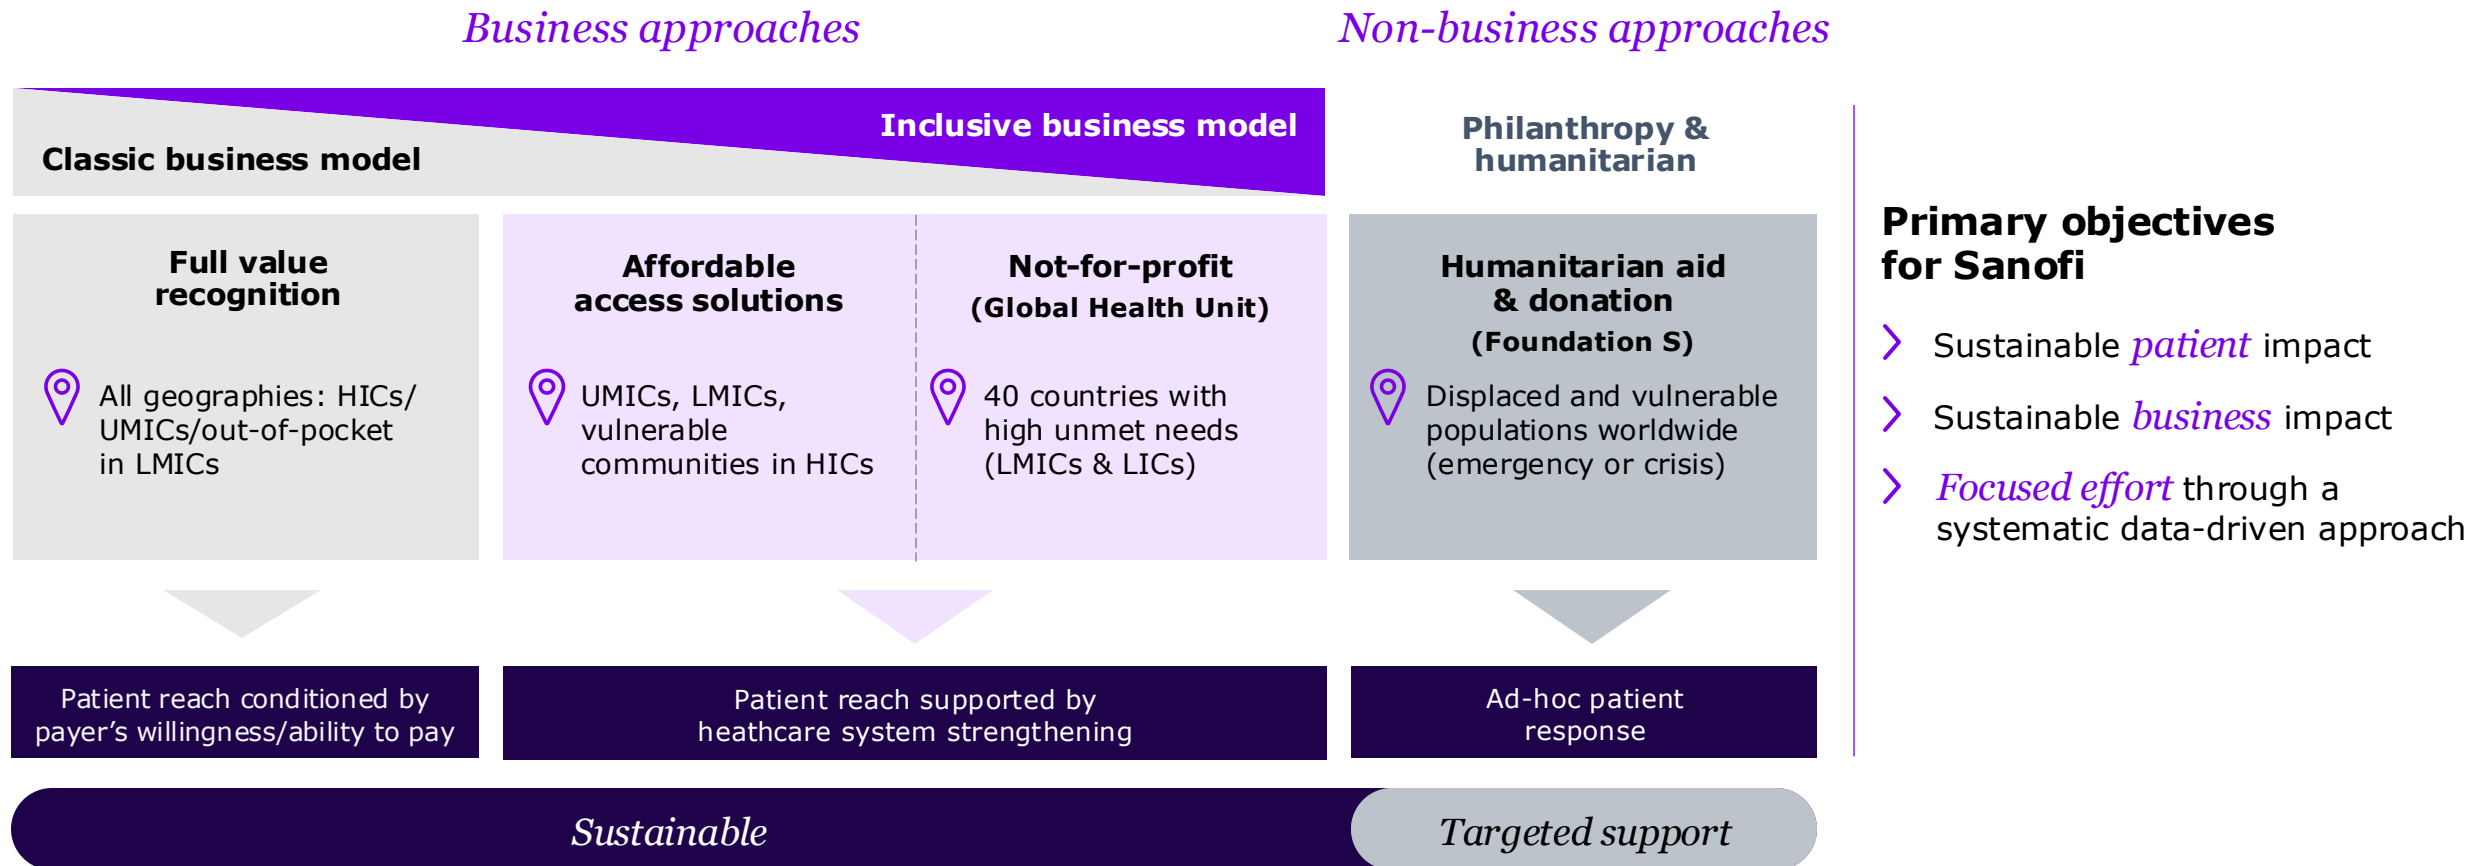 Business approaches
Non-business approaches
Classic business model
Inclusive business model
Philanthropy &
humanitarian
Full value
recognition
All geographies: HICs/
UMICs/out-of-pocket
in LMICs
Affordable
access solutions
UMICs, LMICs,
vulnerable
communities in HICs
Not-for-profit
(Global Health Unit)
40 countries with
high unmet needs
(LMICs & LICs)
Humanitarian aid
& donation
(Foundation S)
Displaced and vulnerable
populations worldwide
(emergency or crisis)
Patient reach conditioned by
payer’s willingness/ability to pay
Patient reach supported by
heathcare system strengthening
Ad-hoc patient
response
Sustainable
Targeted support
Primary objectives
for Sanofi
Sustainable patient impact
Sustainable business impact
Focused effort through a
systematic data-driven approach